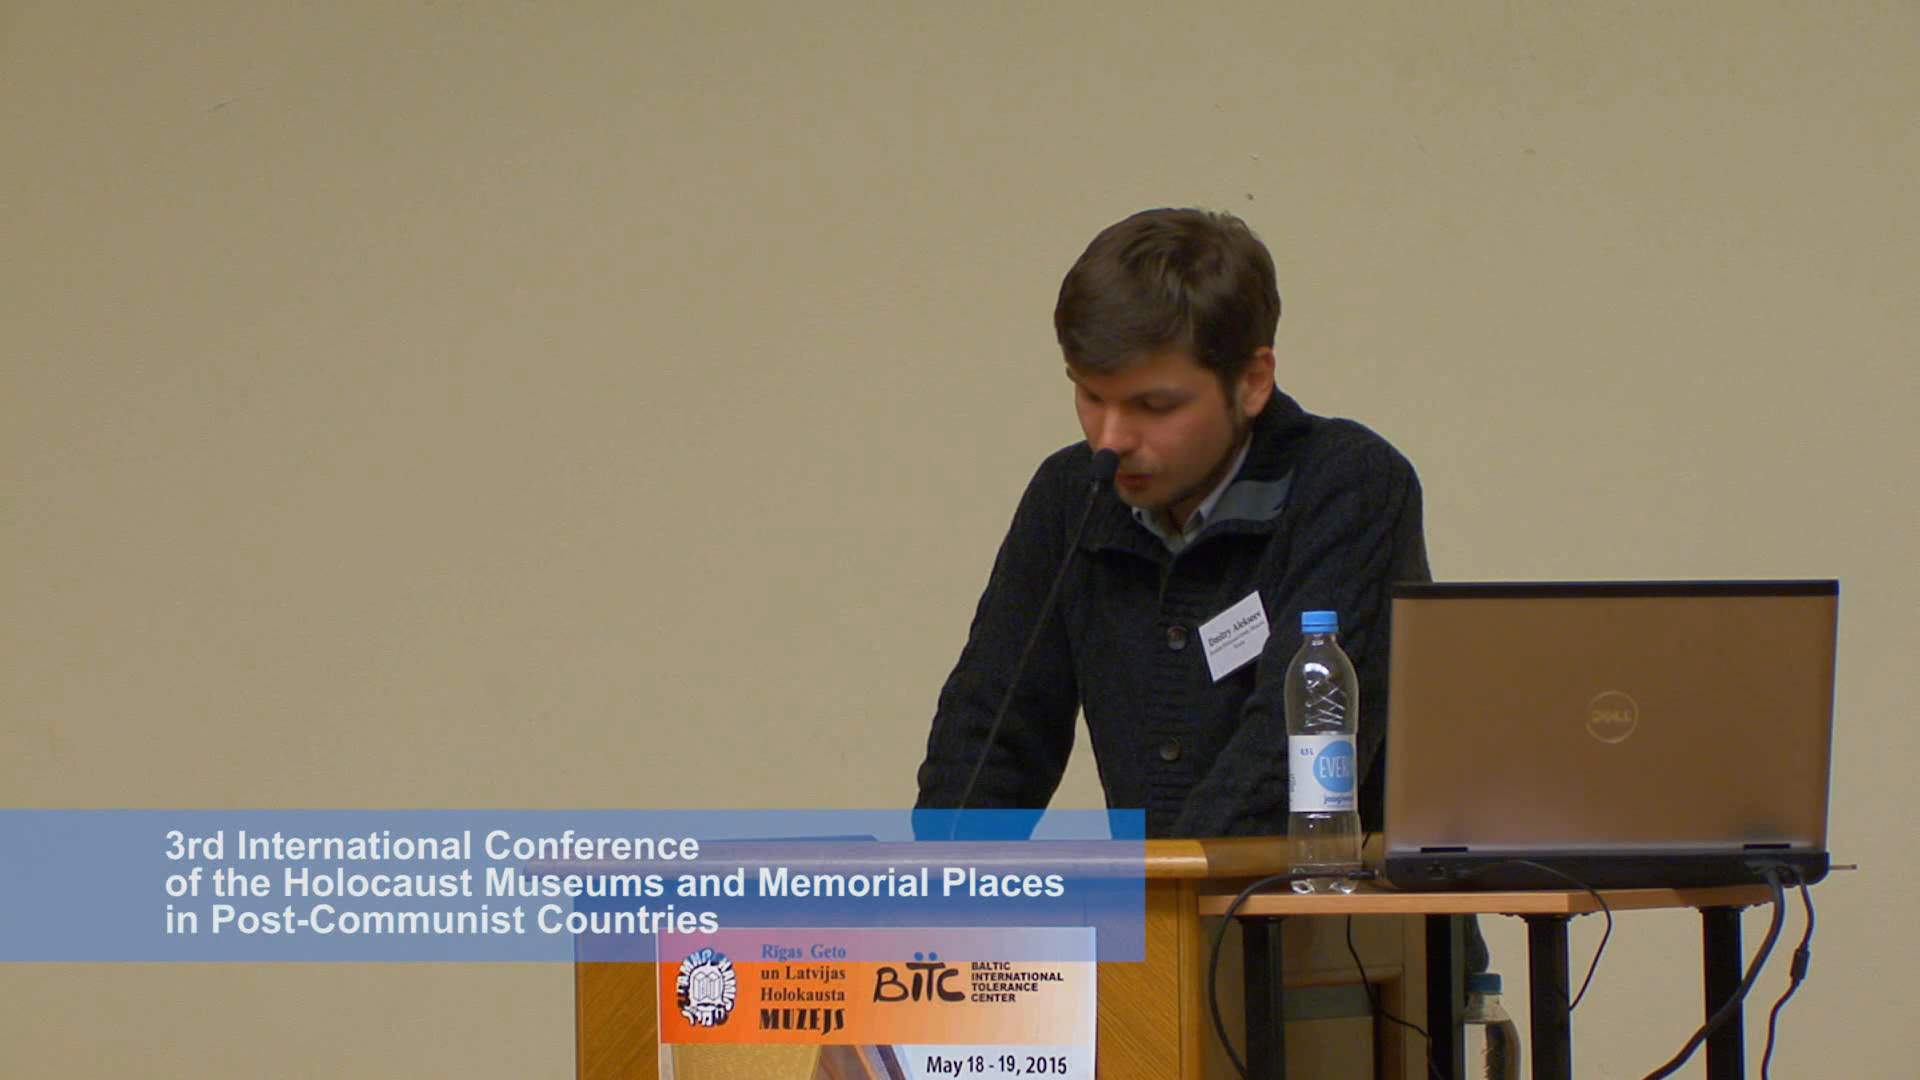 Dmitry Alekseev
DELL
EVER
3rd International Conference
of the Holocaust Museums and Memorial Places
in Post-Communist Countries
Rīgas Geto
un Latvijas
Holokausta
MUZEJS
BITC
BALTIC
INTERNATIONAL
TOLERANCE
CENTER
May 18 - 19, 2015